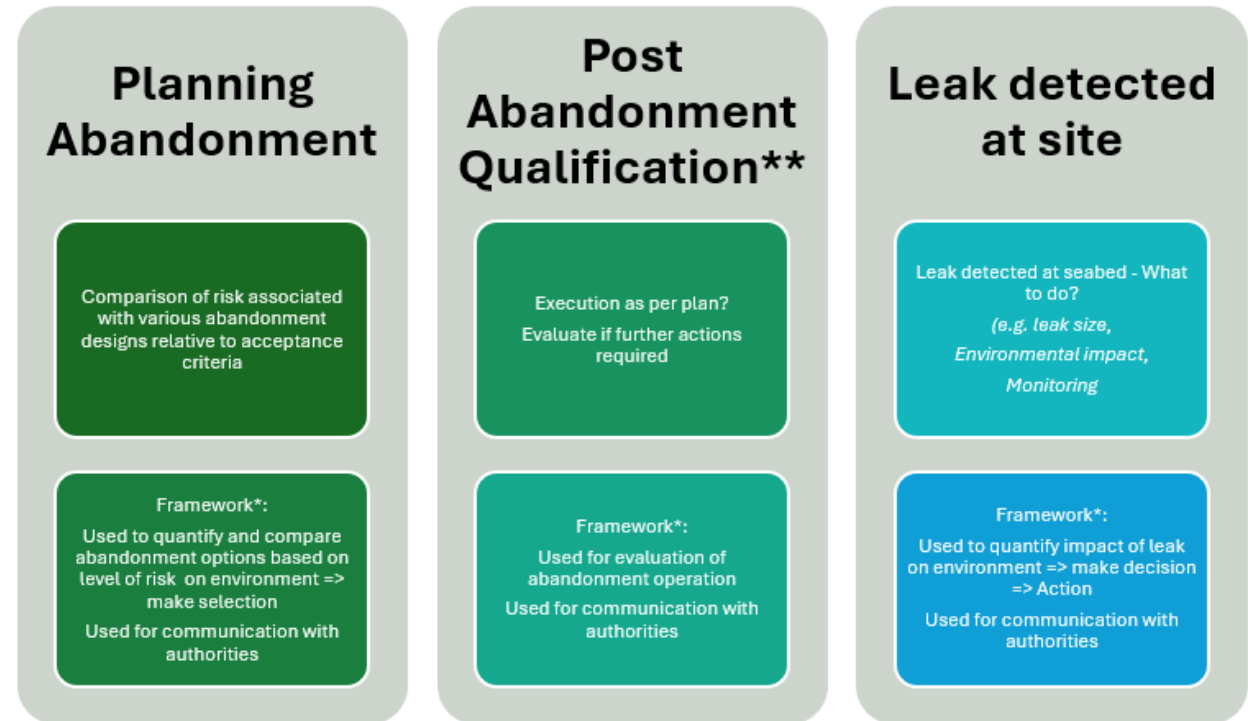 Planning
Abandonment
Comparison of risk associated
with various abandonment
designs relative to acceptance
criteria
Framework*:
Used to quantify and compare
abandonment options based on
level of risk on environment =>
make selection
Used for communication with
authorities
Post
Abandonment
Qualification**
Execution as per plan?
Evaluate if further actions
required
Framework*:
Used for evaluation of
abandonment operation
Used for communication with
authorities
Leak detected
at site
Leak detected at seabed - What
to do?
(e.g. leak size,
Environmental impact,
Monitoring
Framework*:
Used to quantify impact of leak
on environment => make decision
=> Action
Used for communication with
authorities